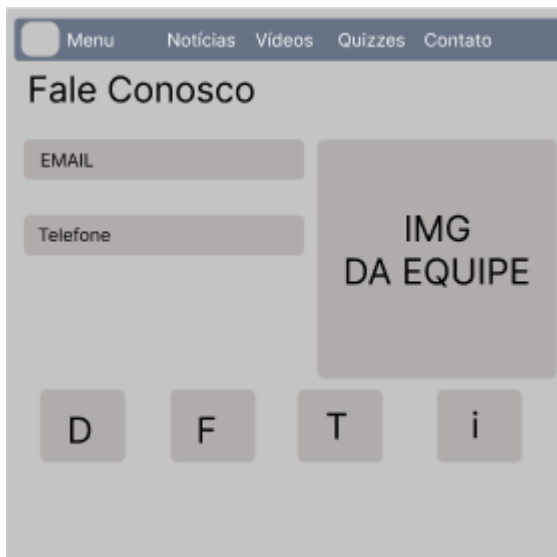 Menu Notícias Vídeos Quizzes Contato
Fale Conosco
EMAIL
Telefone
IMG
DA EQUIPE
D F T i